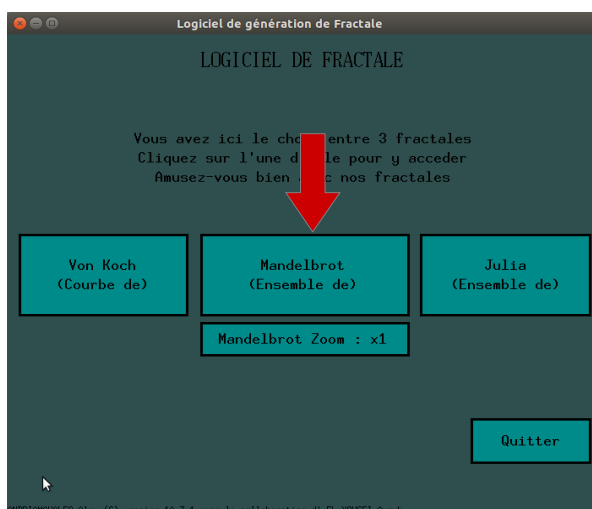 Logiciel de génération de Fractale
LOGICIEL DE FRACTALE
Vous avez ici le entre 3 fractales
Cliquez sur l'une pour y acceder
Amusez-vous bien nos fractales
Von Koch
(Courbe de)
Mandelbrot
(Ensemble de)
Julia
(Ensemble de)
Mandelbrot Zoom : x1
Quitter